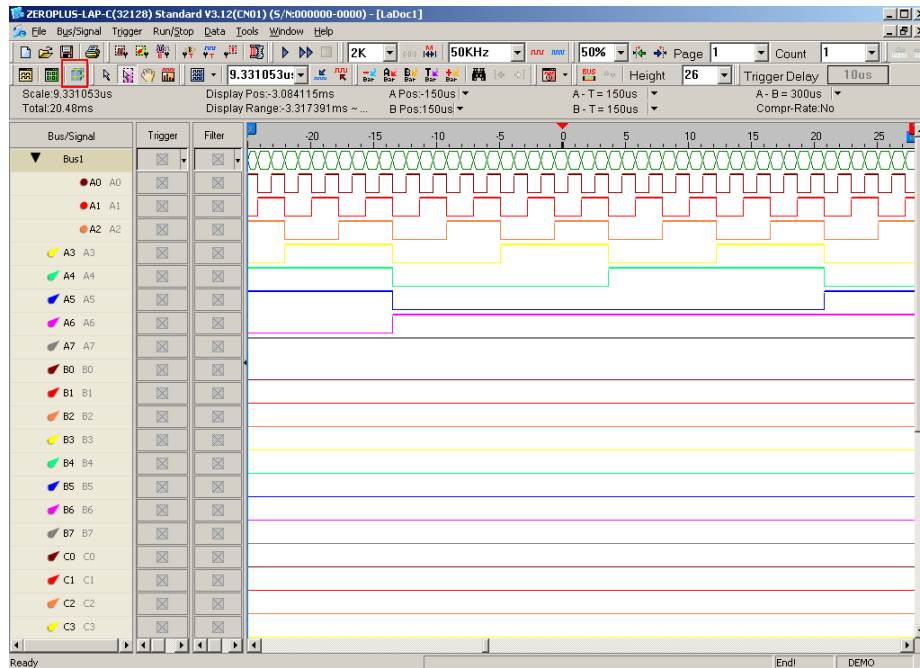 ZEROPLUS-LAP-C(32128) Standard V3.12(CN01) (S/N:000000-0000) - [LaDoc1]
File Bus/Signal Trigger Run/Stop Data Tools Window Help
2K 50KHz 50% Page 1 Count 1
9.331053us Bar Bar Bar Bar BUS Height 26 Trigger Delay 10us
Scale:9.331053us Display Pos:-3.084115ms A Pos:-150us A - T = 150us A - B = 300us
Total:20.48ms Display Range:-3.317391ms ~... B Pos:150us B - T = 150us Compr-Rate:No
Bus/Signal Trigger Filter -20 -15 -10 -5 0 5 10 15 20 25
Bus1
A0 A0
A1 A1
A2 A2
A3 A3
A4 A4
A5 A5
A6 A6
A7 A7
B0 B0
B1 B1
B2 B2
B3 B3
B4 B4
B5 B5
B6 B6
B7 B7
C0 C0
C1 C1
C2 C2
C3 C3
Ready End! DEMO